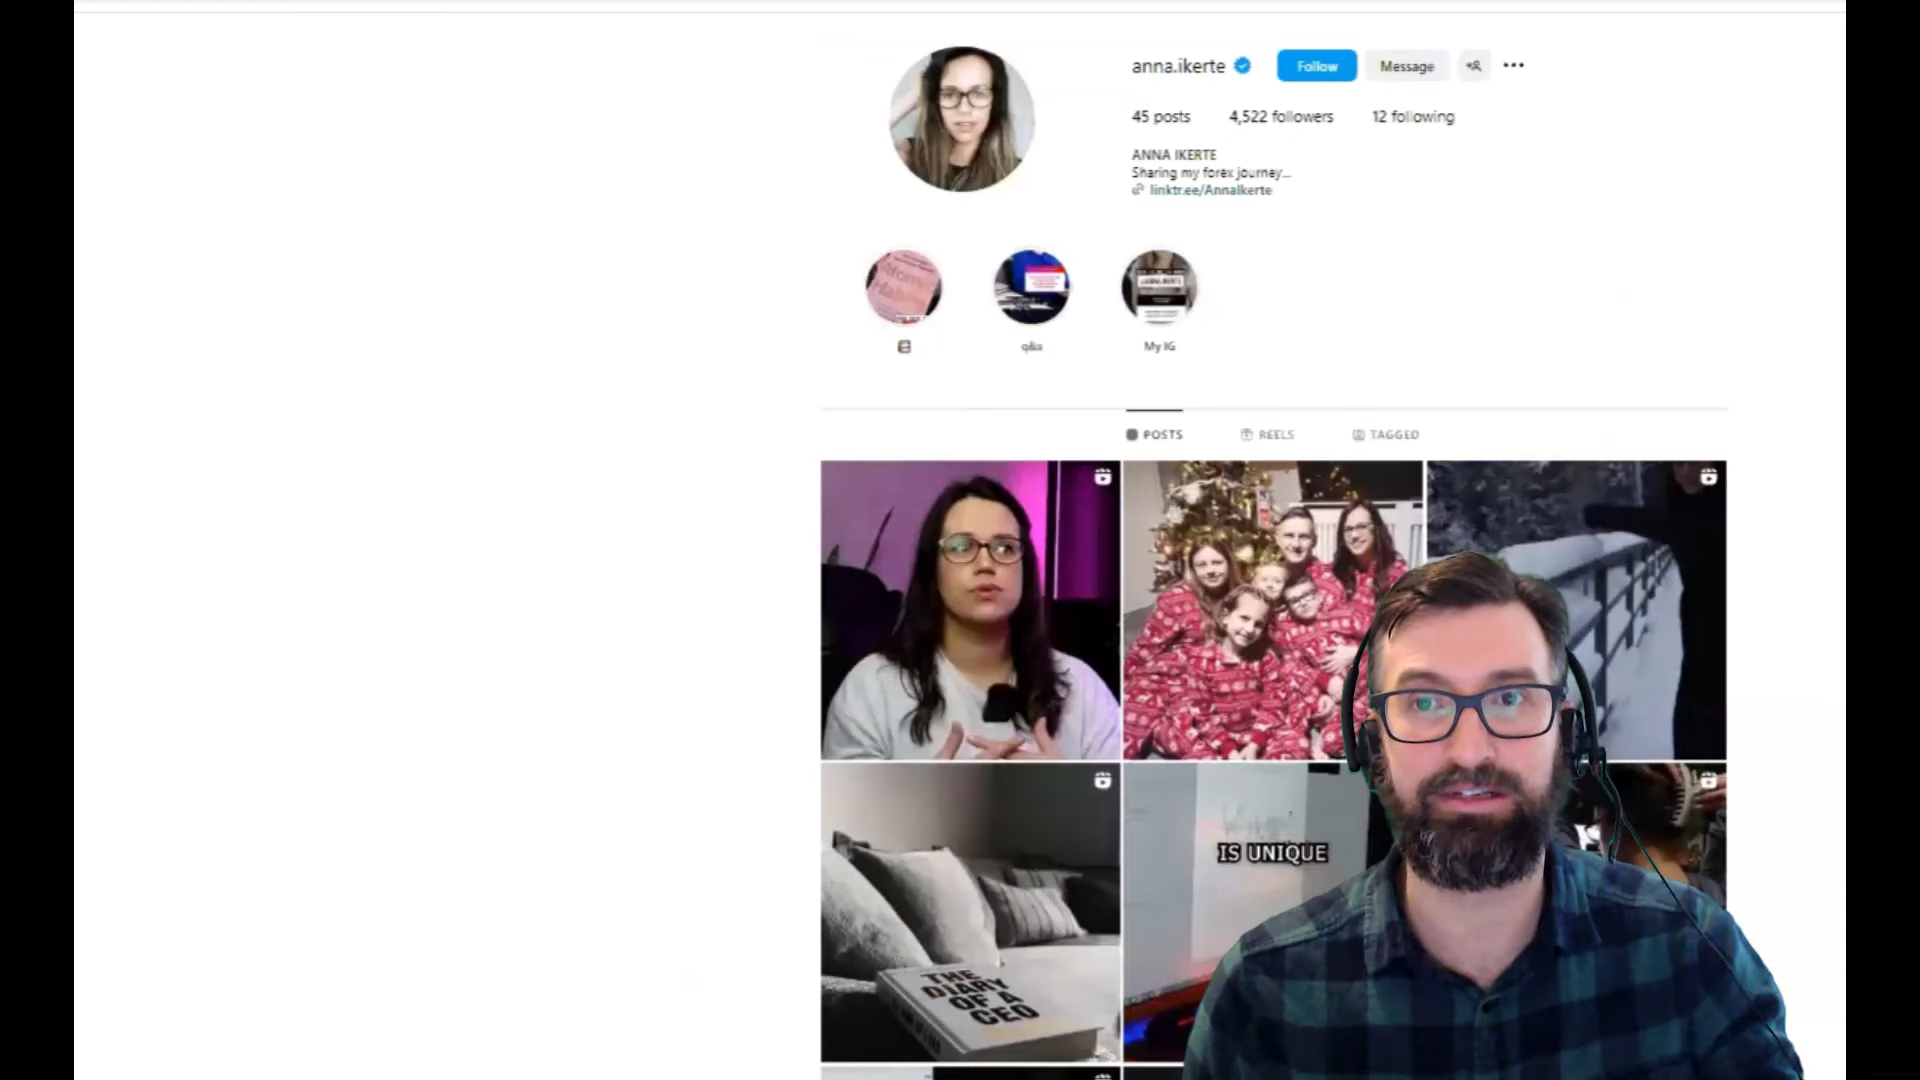 anna.ikerte Follow Message
45 posts 4,522 followers 12 following
ANNA IKERTE
Sharing my forex journey...
linktr.ee/AnnaIkerte
Atomic
q&a My IG
POSTS REELS TAGGED
IS UNIQUE
THE
DIARY
OF A
CEO